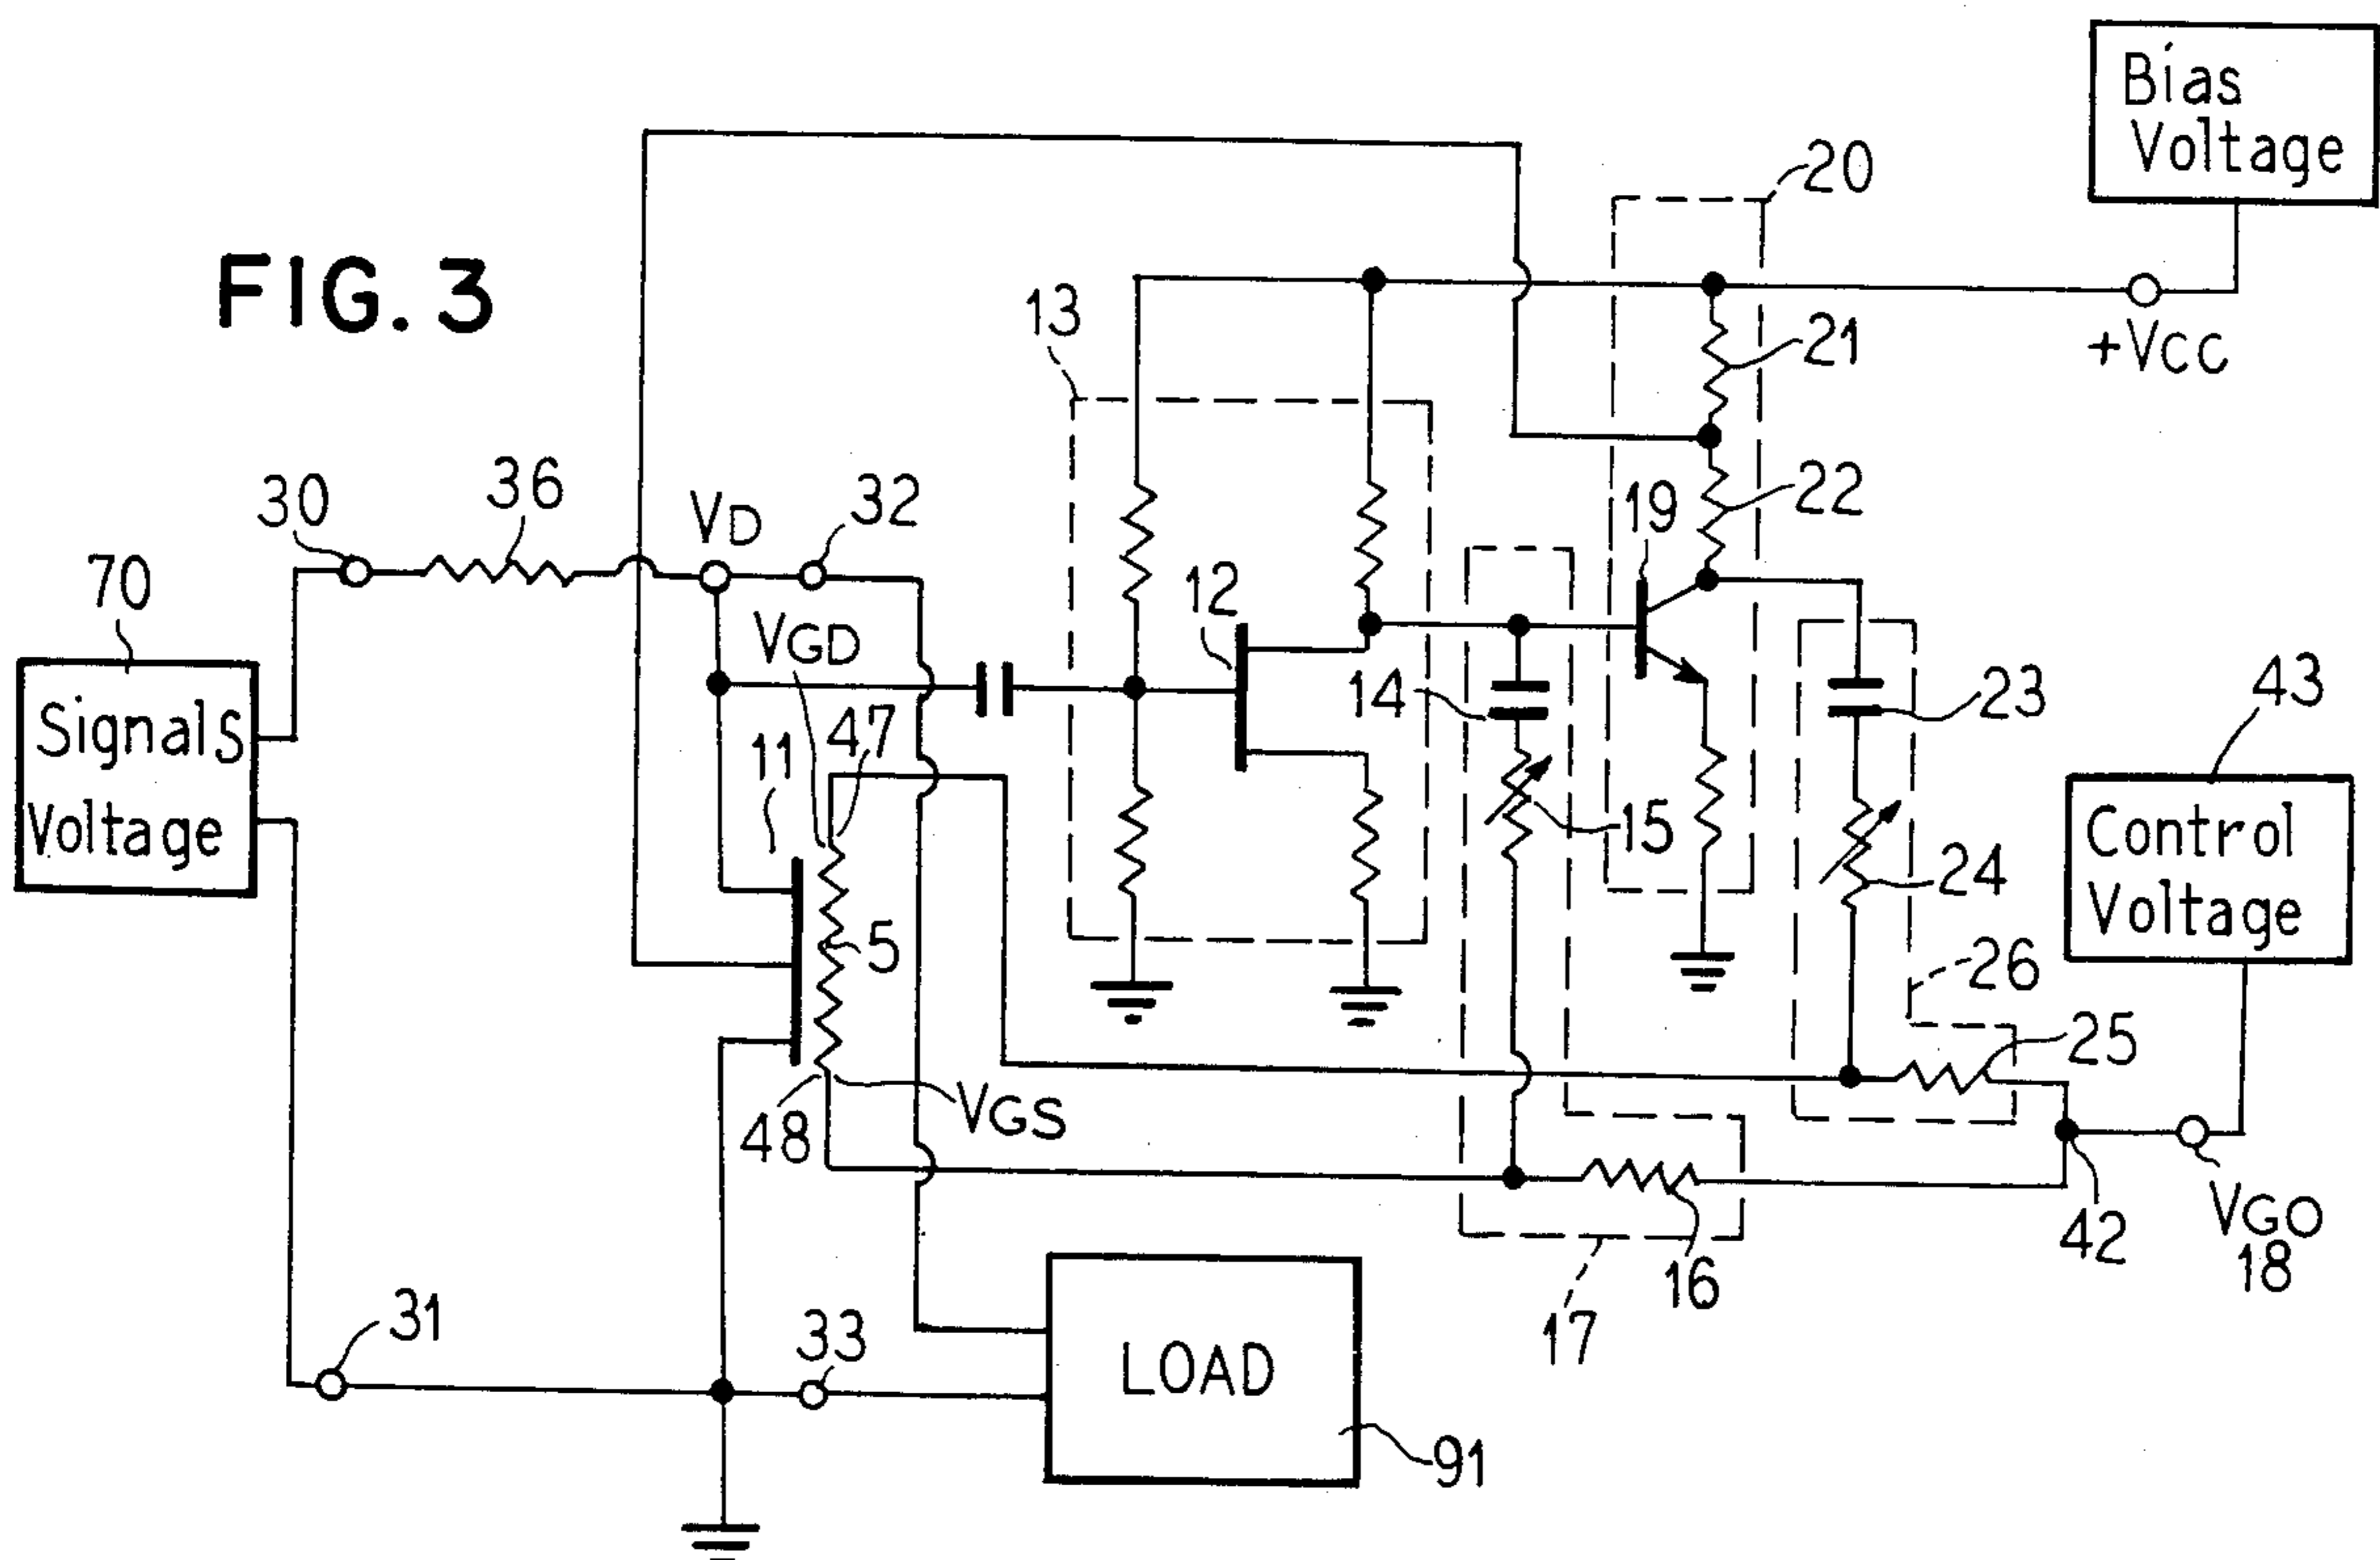 Bias
Voltage
20
FIG. 3
13
21
+VCC
30
36
VD
32
19
22
70
12
VGD
14
23
43
Signals
Voltage
11
47
15
Control
Voltage
24
5
26
25
48
VGS
42
VGO
18
16
17
31
33
LOAD
91